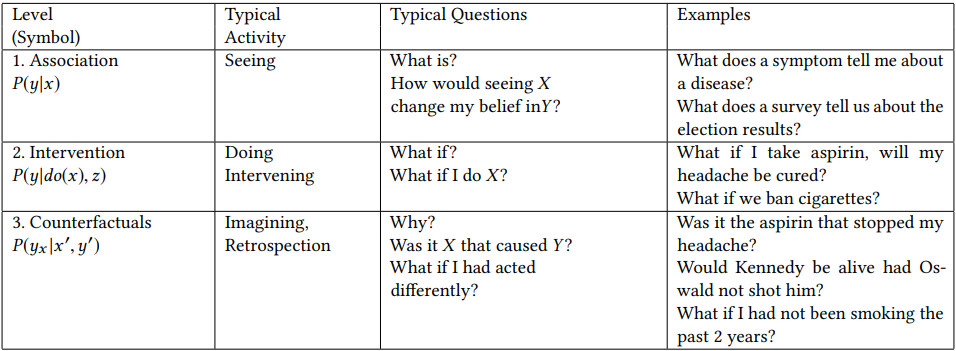 Level
(Symbol)
Typical
Activity
Typical Questions
Examples
1. Association
P(y|x)
Seeing
What is?
How would seeing X
change my belief inY?
What does a symptom tell me about
a disease?
What does a survey tell us about the
election results?
2. Intervention
P(y|do(x), z)
Doing
Intervening
What if?
What if I do X?
What if I take aspirin, will my
headache be cured?
What if we ban cigarettes?
3. Counterfactuals
P(yₓ|x′, y′)
Imagining,
Retrospection
Why?
Was it X that caused Y?
What if I had acted
differently?
Was it the aspirin that stopped my
headache?
Would Kennedy be alive had Os-
wald not shot him?
What if I had not been smoking the
past 2 years?